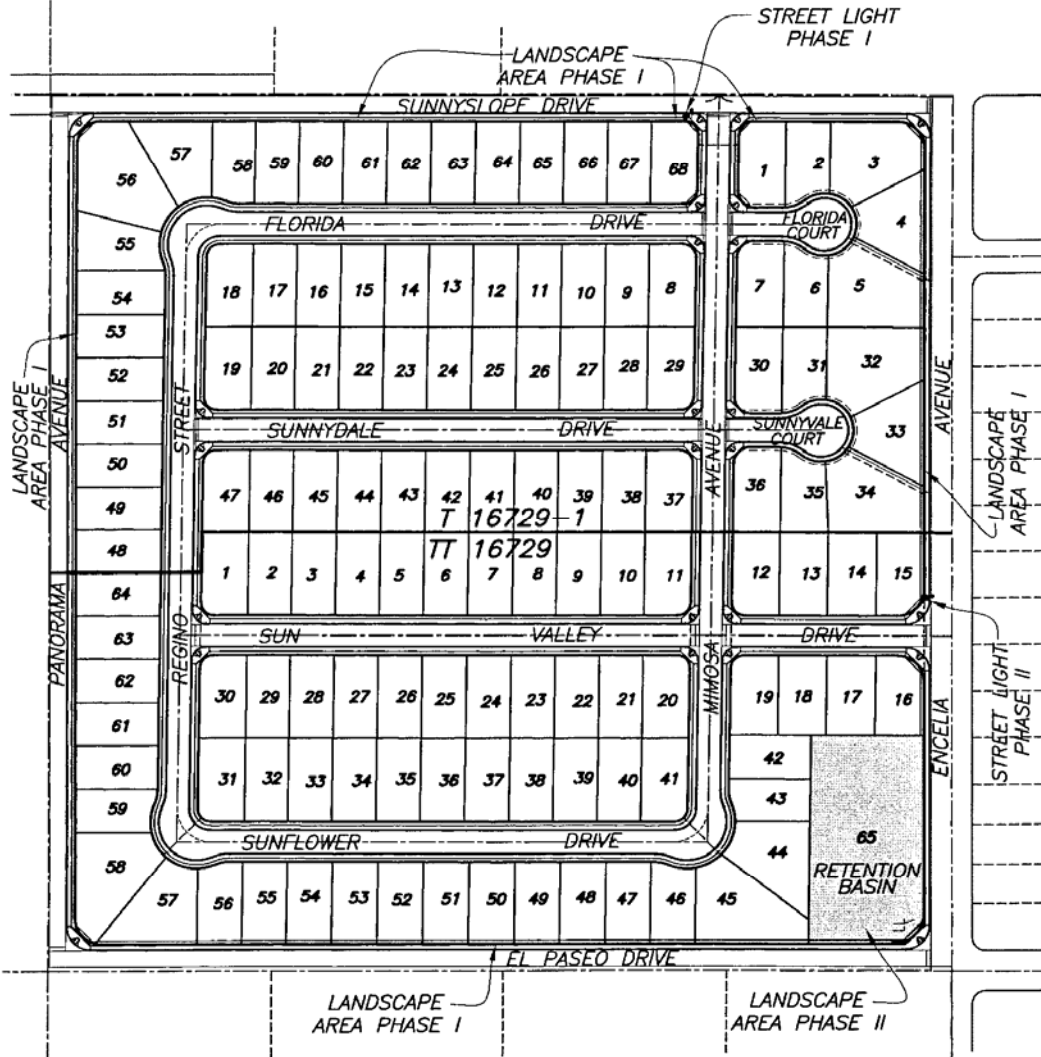 STREET LIGHT
PHASE I
LANDSCAPE
AREA PHASE I
SUNNYSLOPE DRIVE
57 58 59 60 61 62 63 64 65 66 67 68 1 2 3
56
55
4
FLORIDA DRIVE
FLORIDA
COURT
54
18 17 16 15 14 13 12 11 10 9 8 7 6 5
53
52
19 20 21 22 23 24 25 26 27 28 29 30 31 32
LANDSCAPE
AREA PHASE I
AVENUE
STREET
AVENUE
AVENUE
51
SUNNYDALE DRIVE
SUNNYVALE
COURT
33
50
49
47 46 45 44 43 42 41 40 39 38 37 36 35 34
LANDSCAPE
AREA PHASE I
T 16729-1
TT 16729
48
1 2 3 4 5 6 7 8 9 10 11 12 13 14 15
64
PANORAMA
REGINO
MIMOSA
ENCELIA
63
SUN VALLEY DRIVE
STREET LIGHT
PHASE II
62
30 29 28 27 26 25 24 23 22 21 20 19 18 17 16
61
60
42
59
31 32 33 34 35 36 37 38 39 40 41
43
SUNFLOWER DRIVE
44
65
RETENTION
BASIN
58
57 56 55 54 53 52 51 50 49 48 47 46 45
EL PASEO DRIVE
LANDSCAPE
AREA PHASE I
LANDSCAPE
AREA PHASE II